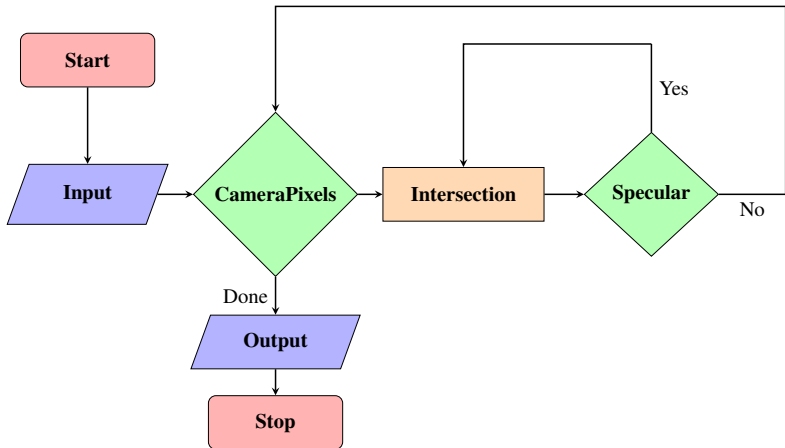 Start
Yes
Input
CameraPixels
Intersection
Specular
No
Done
Output
Stop